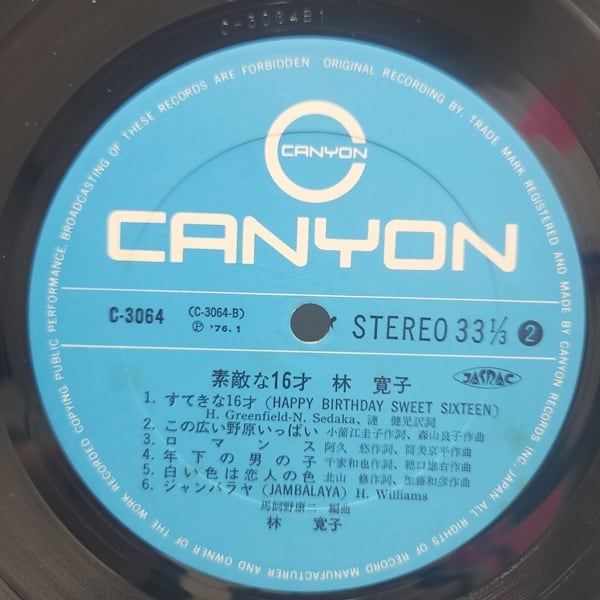 C-3064B1
ORIGINAL RECORDING BY, TRADE MARK REGISTERED AND MADE BY CANYON RECORDS INC., JAPAN ALL RIGHTS OF RECORD MANUFACTURER AND OWNER OF THE WORK RECORDED COPYING PUBLIC PERFORMANCE, BROADCASTING OF THESE RECORDS ARE FORBIDDEN.
CANYON
CANYON
C-3064
(C-3064-B)
Ⓟ '76.1
STEREO 33 1/3 2
素敵な16才 林 寛子
JASRAC
1. すてきな16才 (HAPPY BIRTHDAY SWEET SIXTEEN)
H. Greenfield-N. Sedaka、漣 健児訳詞
2. この広い野原いっぱい 小薗江圭子作詞、森山良子作曲
3. ロマンス 阿久 悠作詞、筒美京平作曲
4. 年下の男の子 千家和也作詞、穂口雄右作曲
5. 白い色は恋人の色 北山 修作詞、加藤和彦作曲
6. ジャンバラヤ (JAMBALAYA) H. Williams
馬飼野康二 編曲
林 寛子